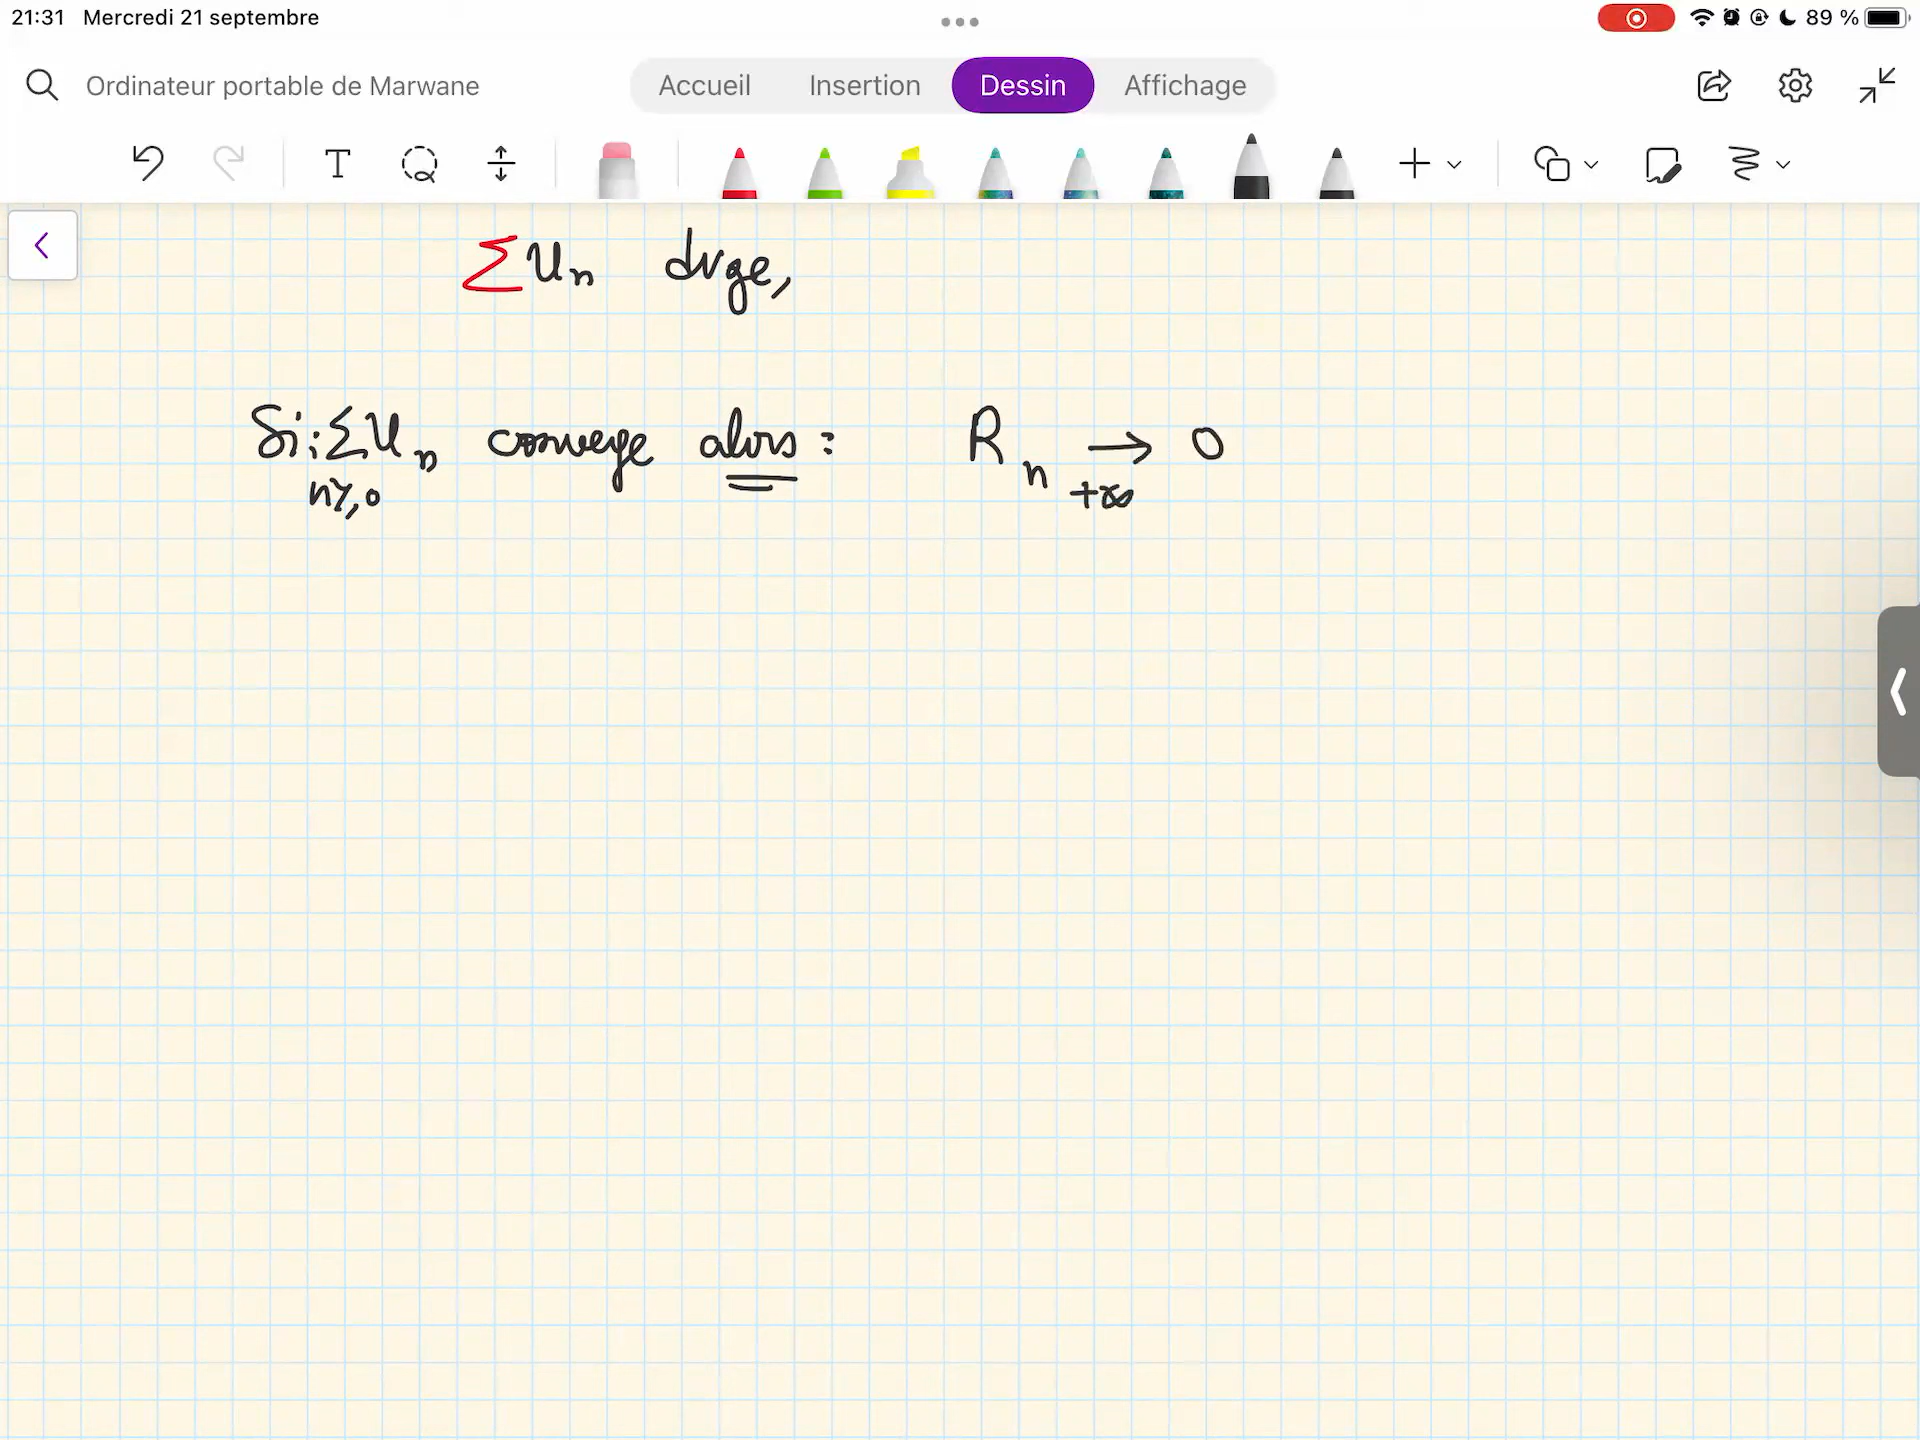 21:31 Mercredi 21 septembre 89 %
Ordinateur portable de Marwane Accueil Insertion Dessin Affichage
T
Σ Un dvge,
Si: Σ Un converge alors : Rn → 0
n≥0 +∞